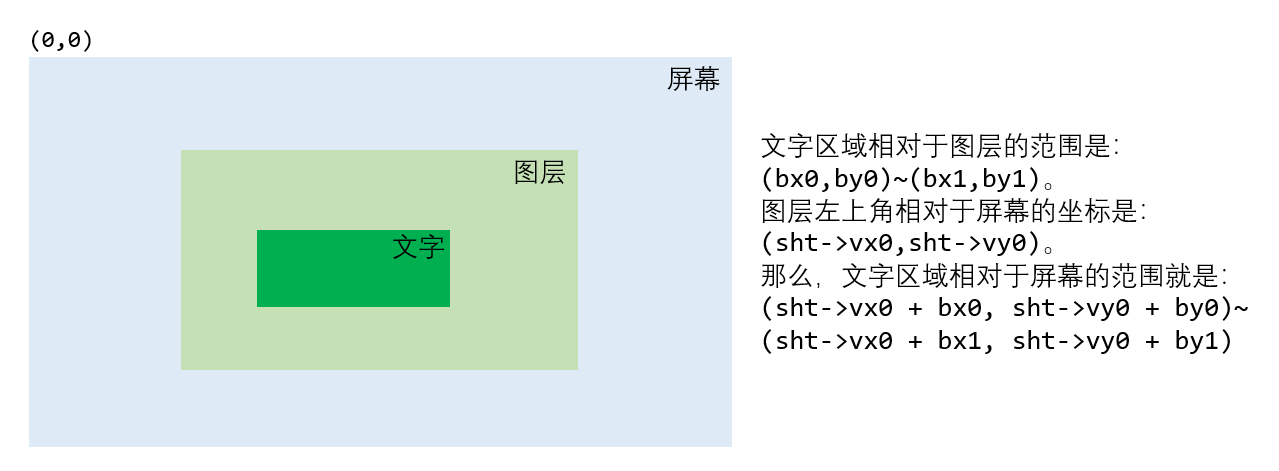 (0,0)
屏幕
图层
文字
文字区域相对于图层的范围是：
(bx0,by0)~(bx1,by1)。
图层左上角相对于屏幕的坐标是：
(sht->vx0,sht->vy0)。
那么，文字区域相对于屏幕的范围就是：
(sht->vx0 + bx0, sht->vy0 + by0)~
(sht->vx0 + bx1, sht->vy0 + by1)